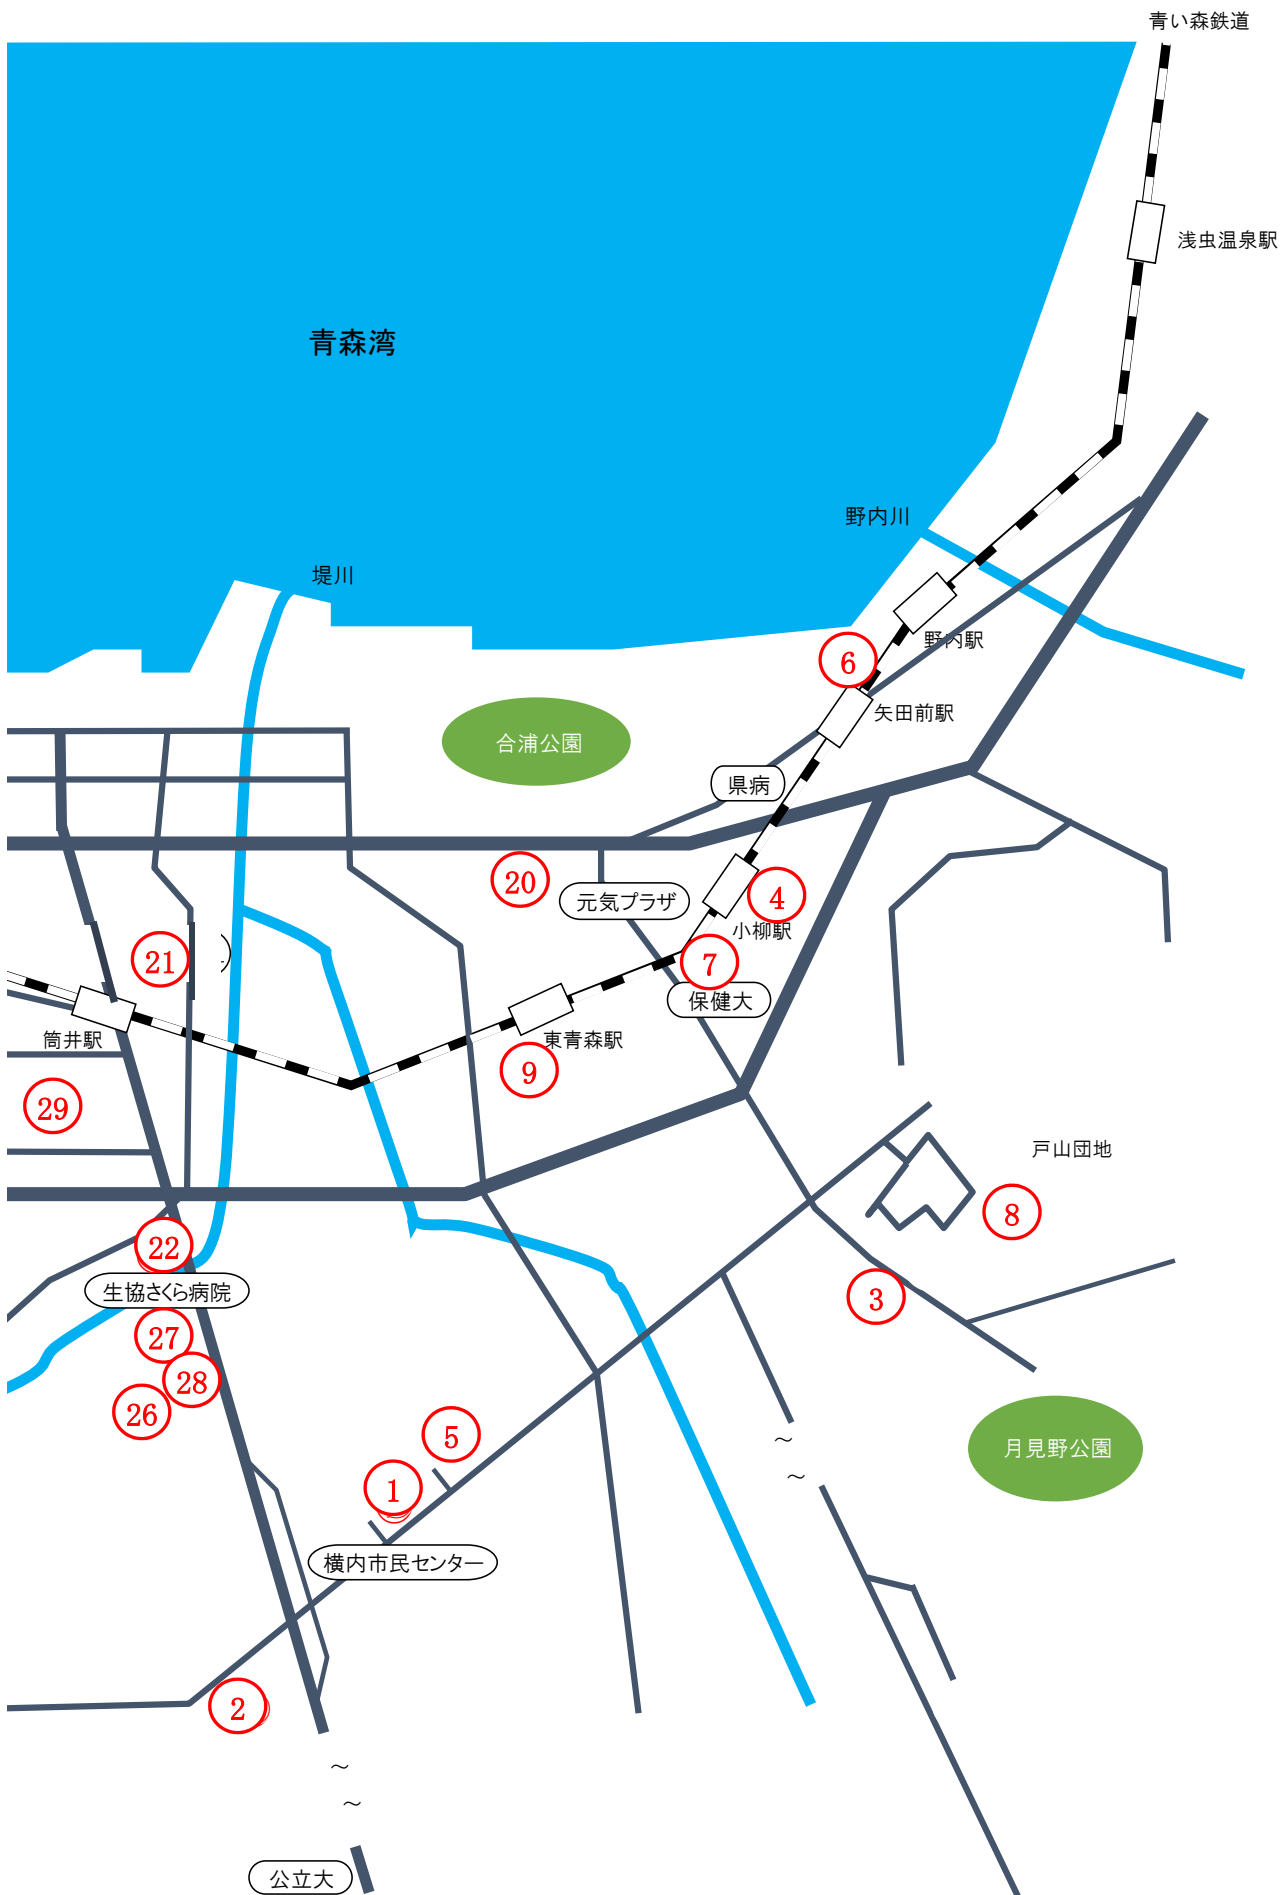 青い森鉄道
浅虫温泉駅
青森湾
野内川
堤川
野内駅
6
矢田前駅
合浦公園
県病
20
元気プラザ
4
小柳駅
21
7
保健大
筒井駅
東青森駅
9
29
戸山団地
8
22
生協さくら病院
3
27
28
26
5
月見野公園
～
～
1
横内市民センター
2
～
～
公立大